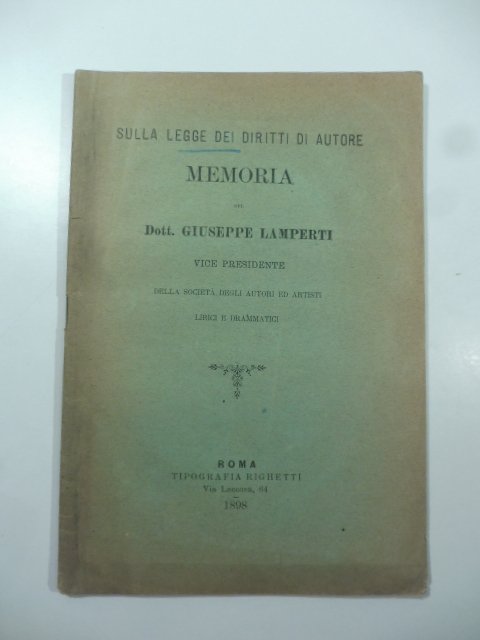 SULLA LEGGE DEI DIRITTI DI AUTORE
MEMORIA
DEL
Dott. GIUSEPPE LAMPERTI
VICE PRESIDENTE
DELLA SOCIETÀ DEGLI AUTORI ED ARTISTI
LIRICI E DRAMMATICI
ROMA
TIPOGRAFIA RIGHETTI
Via 64
1898